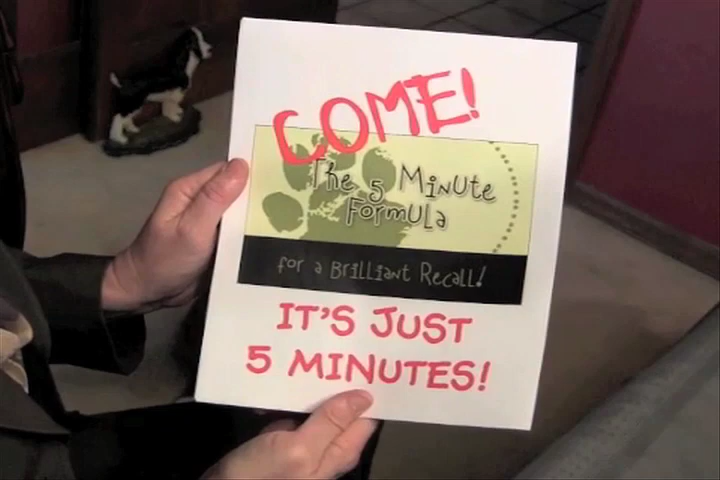 COME!
The 5 Minute
Formula
for a Brilliant Recall!
IT'S JUST
5 MINUTES!